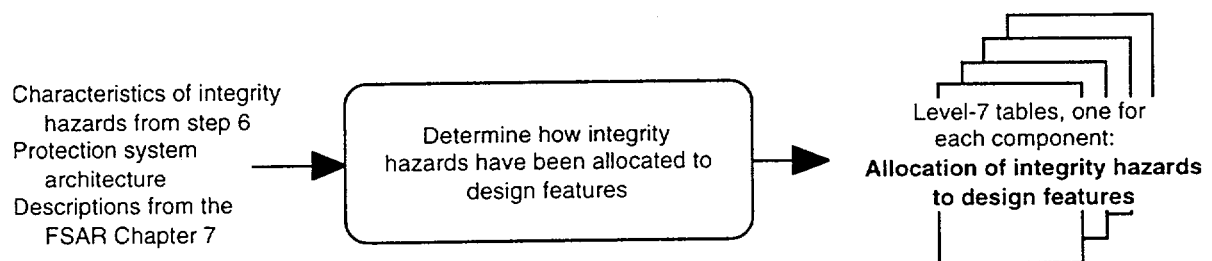 Characteristics of integrity
hazards from step 6
Protection system
architecture
Descriptions from the
FSAR Chapter 7
Determine how integrity
hazards have been allocated to
design features
Level-7 tables, one for
each component:
Allocation of integrity hazards
to design features